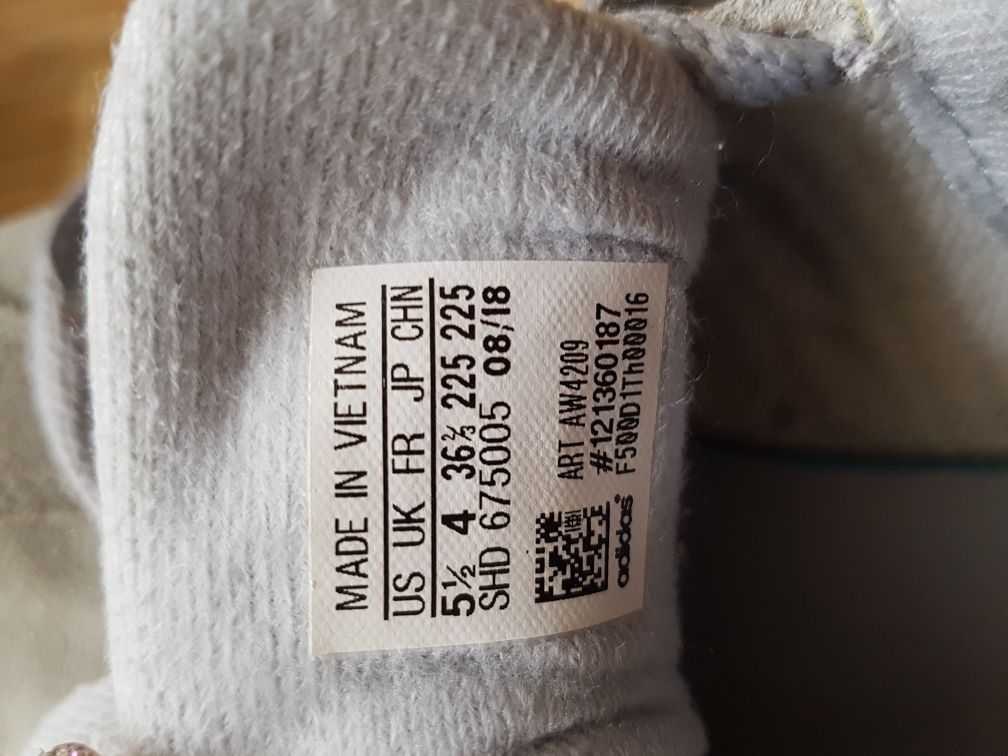 MADE IN VIETNAM
US UK FR JP CHN
5½ 4 36⅔ 225 225
SHD 675005 08/18
ART AW4209
#121360187
F500D1Th00016
adidas